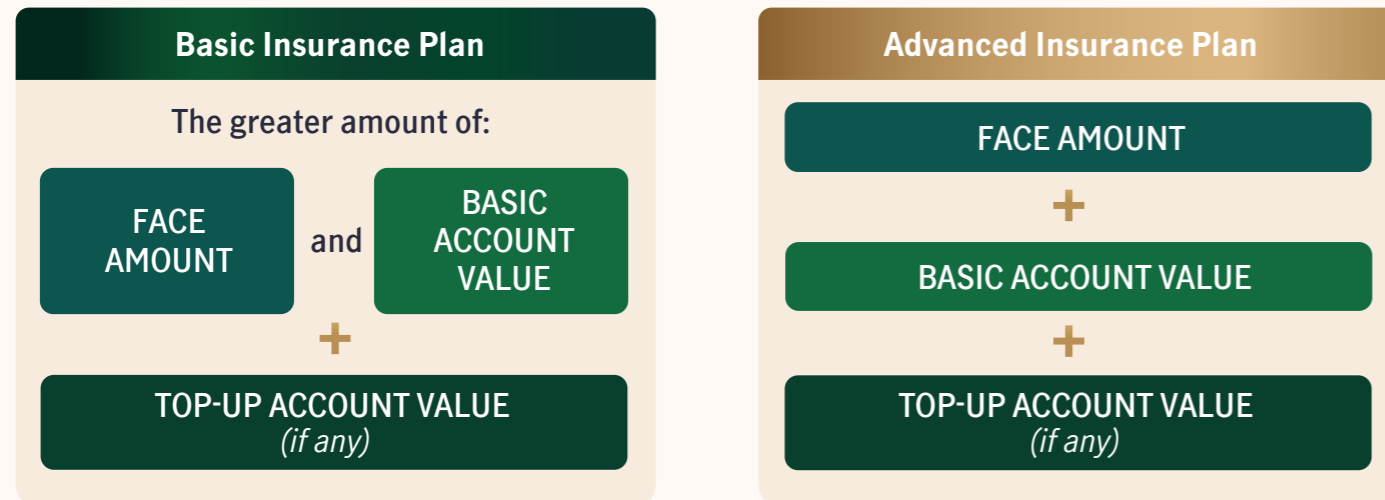 Basic Insurance Plan
The greater amount of:
FACE
AMOUNT
and
BASIC
ACCOUNT
VALUE
+
TOP-UP ACCOUNT VALUE
(if any)
Advanced Insurance Plan
FACE AMOUNT
+
BASIC ACCOUNT VALUE
+
TOP-UP ACCOUNT VALUE
(if any)